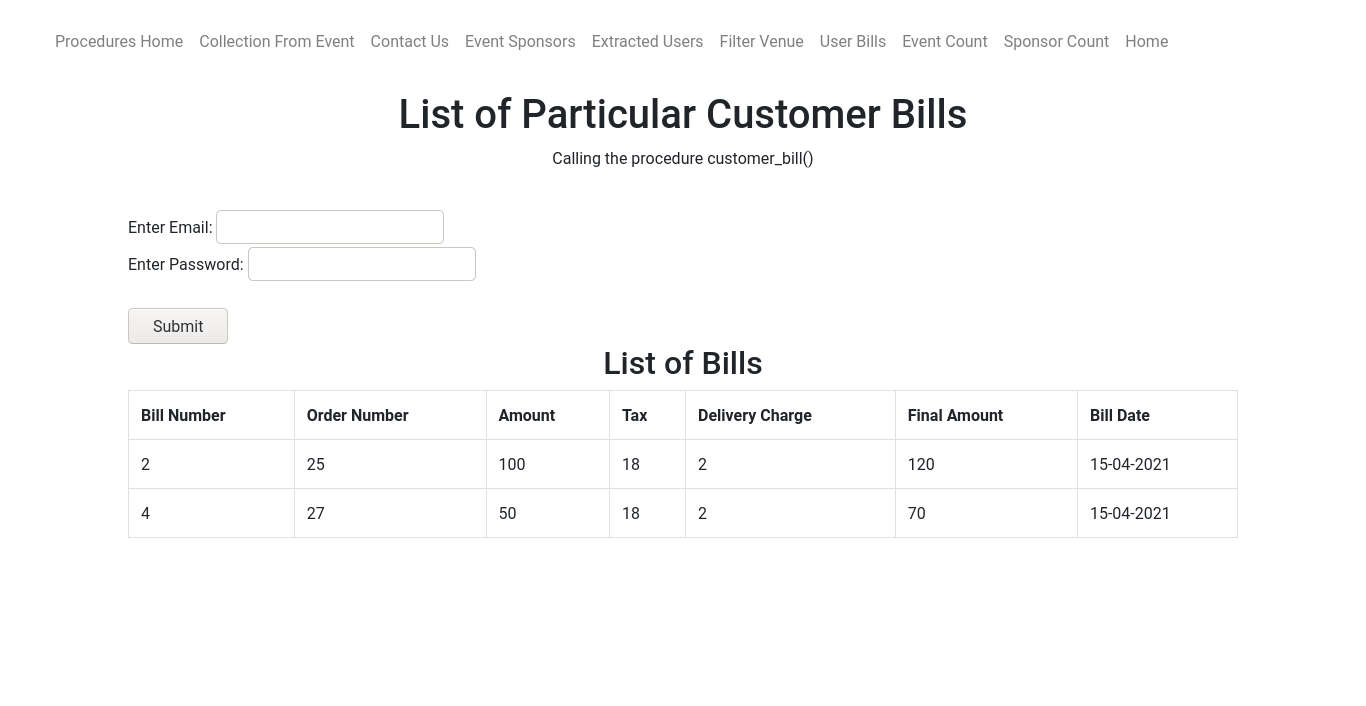 Procedures Home Collection From Event Contact Us Event Sponsors Extracted Users Filter Venue User Bills Event Count Sponsor Count Home
List of Particular Customer Bills
Calling the procedure customer_bill()
Enter Email:
Enter Password:
Submit
List of Bills
Bill Number Order Number Amount Tax Delivery Charge Final Amount Bill Date
2 25 100 18 2 120 15-04-2021
4 27 50 18 2 70 15-04-2021